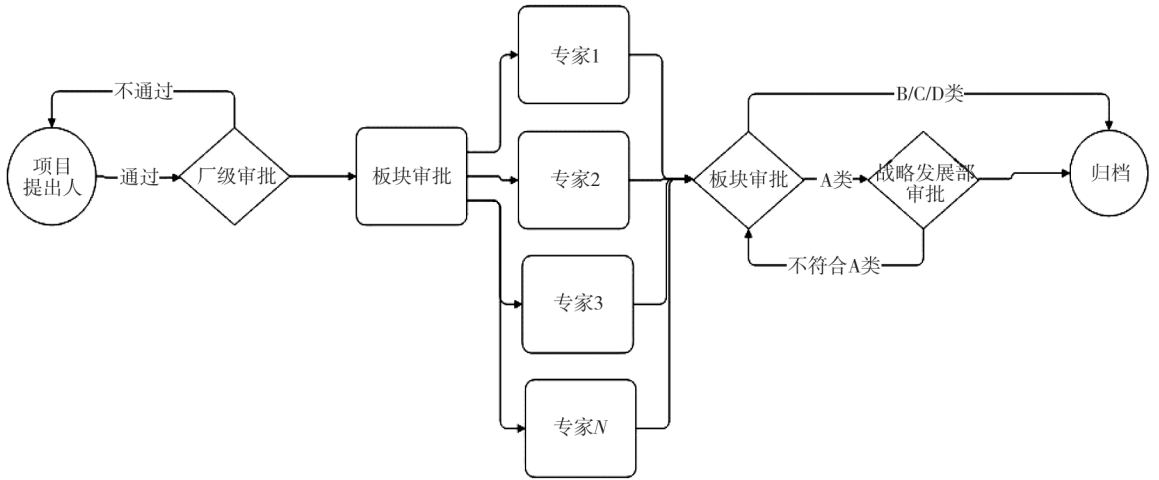 不通过
项目
提出人
通过
厂级审批
板块审批
专家1
专家2
专家3
专家N
板块审批
B/C/D类
A类
战略发展部
审批
不符合A类
归档